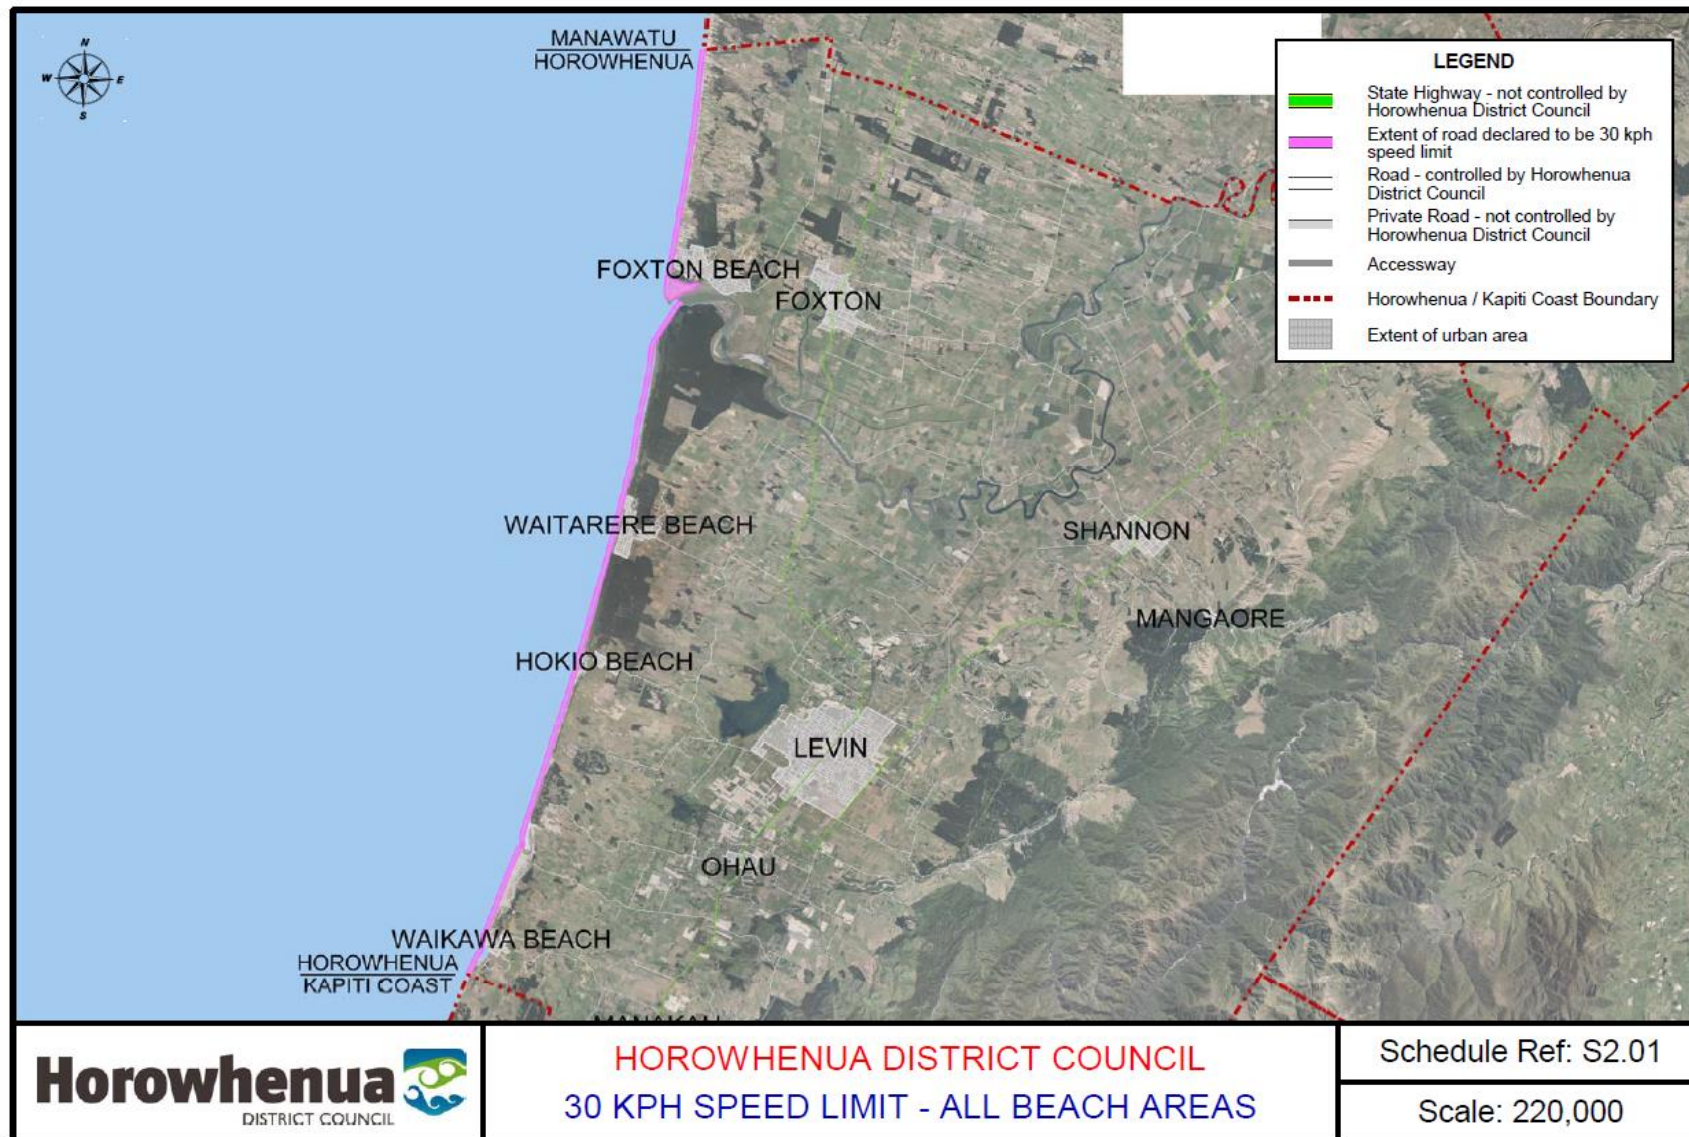 N
W
E
S
MANAWATU
HOROWHENUA
LEGEND
State Highway - not controlled by
Horowhenua District Council
Extent of road declared to be 30 kph
speed limit
Road - controlled by Horowhenua
District Council
Private Road - not controlled by
Horowhenua District Council
Accessway
Horowhenua / Kapiti Coast Boundary
Extent of urban area
FOXTON BEACH
FOXTON
WAITARERE BEACH
SHANNON
MANGAORE
HOKIO BEACH
LEVIN
OHAU
WAIKAWA BEACH
HOROWHENUA
KAPITI COAST
Horowhenua
DISTRICT COUNCIL
HOROWHENUA DISTRICT COUNCIL
30 KPH SPEED LIMIT - ALL BEACH AREAS
Schedule Ref: S2.01
Scale: 220,000